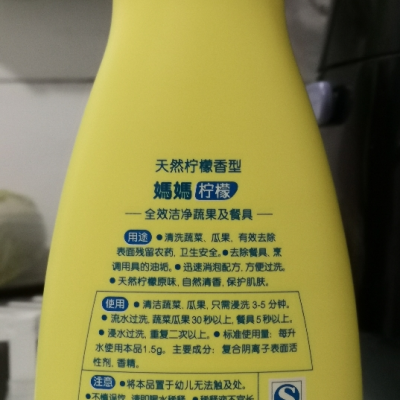 天然柠檬香型
媽媽柠檬
全效洁净蔬果及餐具
用途 ●清洗蔬菜、瓜果，有效去除
表面残留农药，卫生安全。●去除餐具、烹
调用具的油垢。●迅速消泡配方，方便过洗。
●天然柠檬原味，自然清香，保护肌肤。
使用 ●清洁蔬菜，瓜果，只需浸洗3-5分钟。
●流水过洗，蔬菜瓜果30秒以上，餐具5秒以上。
●浸水过洗，重复二次以上。●标准使用量：每升
水使用本品1.5g。主要成分：复合阴离子表面活
性剂，香精。
注意 ●将本品置于幼儿无法触及处。